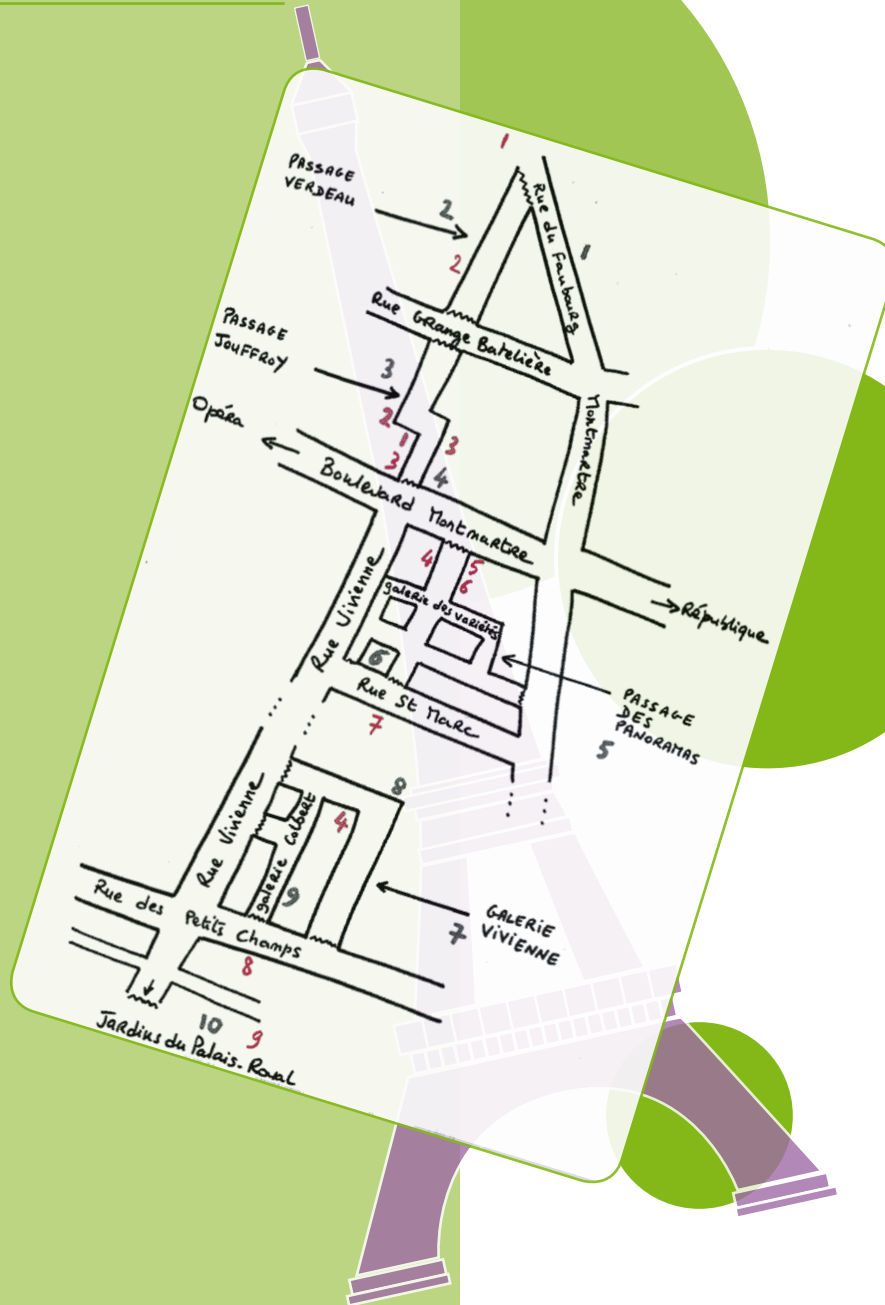 1
PASSAGE
VERDEAU
2
2
Rue du Faubourg
1
Rue Grange Batelière
PASSAGE
JOUFFROY
3
2
1
3
3
4
Montmartre
Opéra
Boulevard Montmartre
4
5
6
galerie des variétés
République
Rue Vivienne
6
PASSAGE
DES
PANORAMAS
5
Rue St Marc
7
8
Rue Vivienne
galerie Colbert
4
9
GALERIE
VIVIENNE
7
Rue des Petits Champs
8
10
9
Jardins du Palais-Royal